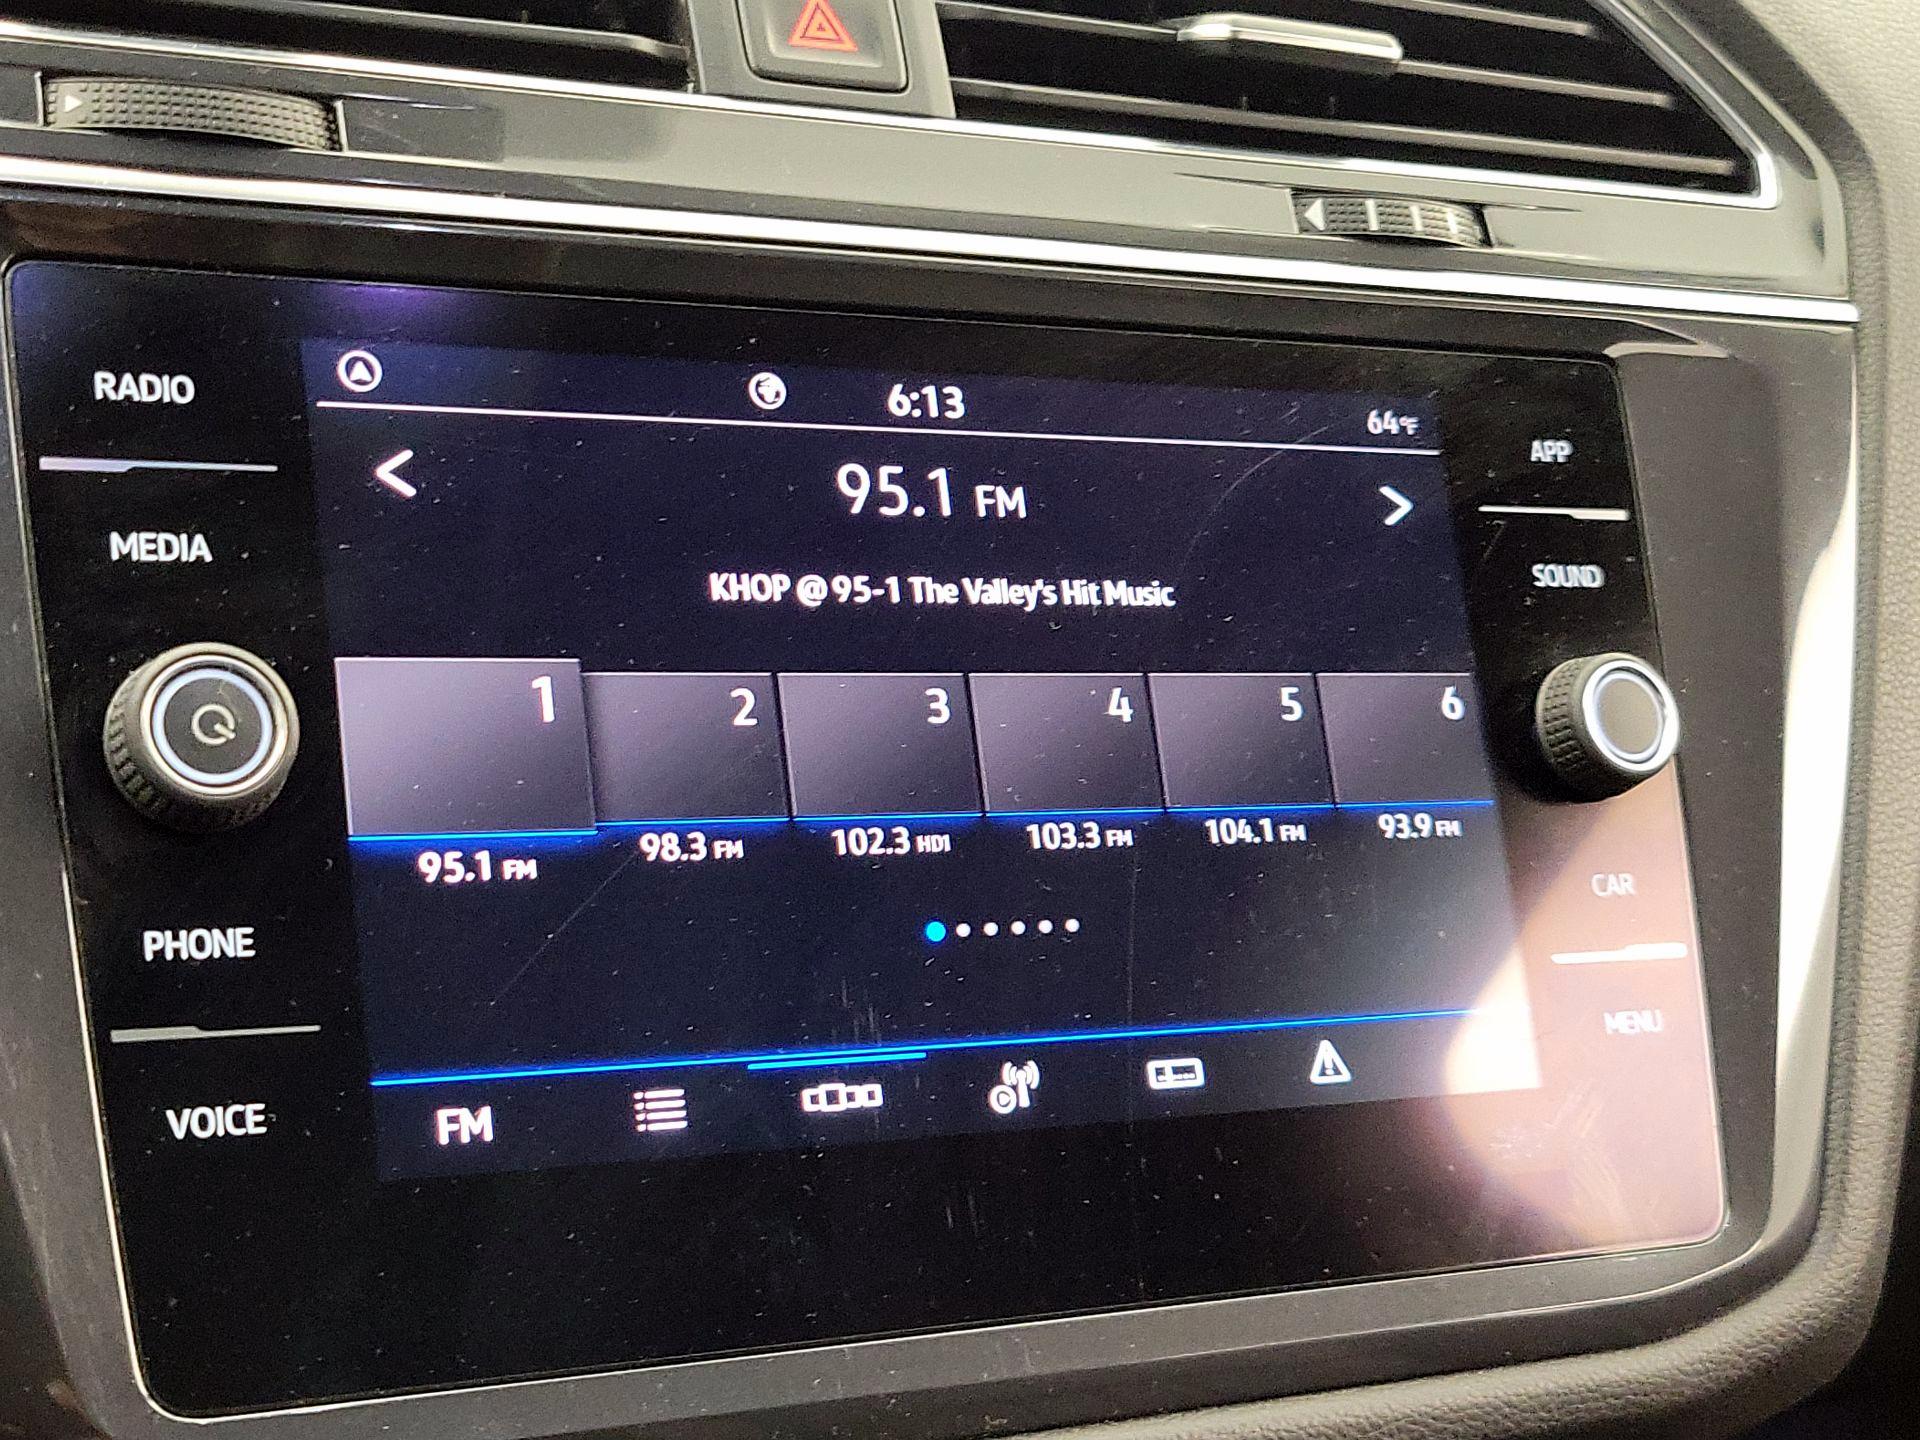 RADIO
MEDIA
PHONE
VOICE
6:13
64°F
95.1 FM
KHOP @ 95-1 The Valley's Hit Music
1 2 3 4 5 6
95.1 FM 98.3 FM 102.3 HD1 103.3 FM 104.1 FM 93.9 FM
FM
APP
SOUND
CAR
MENU